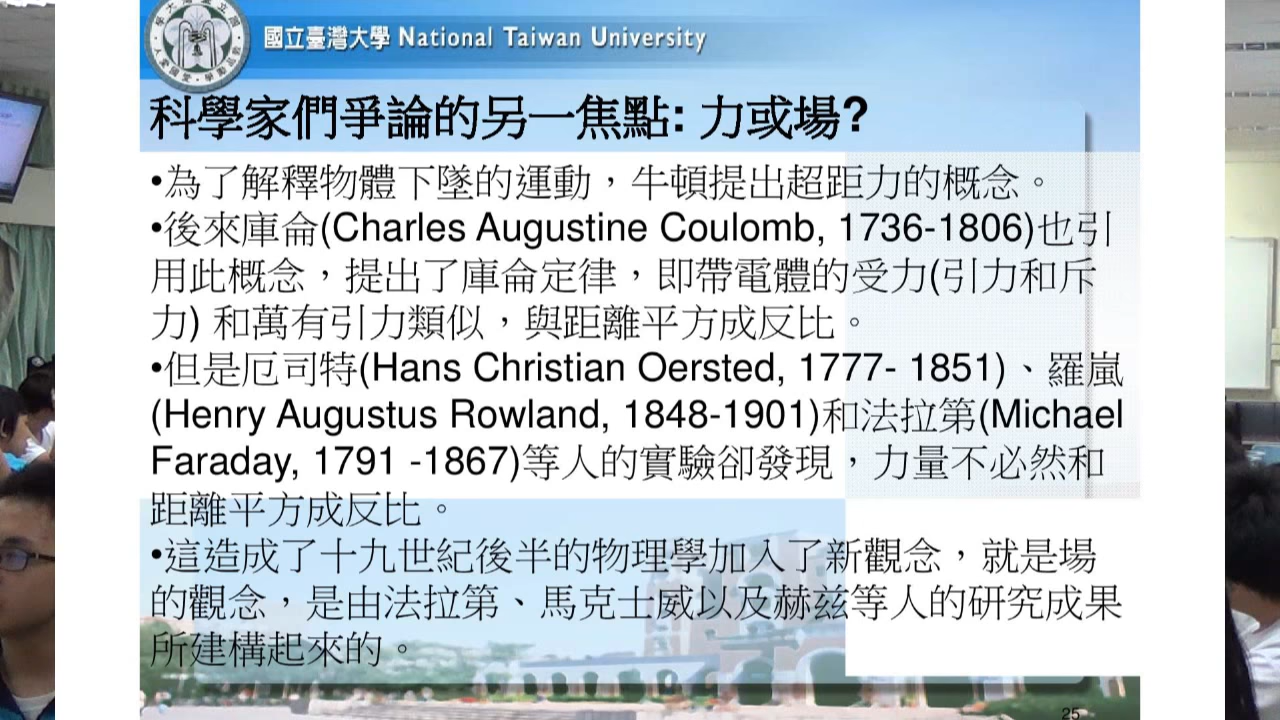 國立臺灣大學 National Taiwan University
科學家們爭論的另一焦點: 力或場?
•為了解釋物體下墜的運動，牛頓提出超距力的概念。
•後來庫侖(Charles Augustine Coulomb, 1736-1806)也引
用此概念，提出了庫侖定律，即帶電體的受力(引力和斥
力) 和萬有引力類似，與距離平方成反比。
•但是厄司特(Hans Christian Oersted, 1777- 1851)、羅嵐
(Henry Augustus Rowland, 1848-1901)和法拉第(Michael
Faraday, 1791 -1867)等人的實驗卻發現，力量不必然和
距離平方成反比。
•這造成了十九世紀後半的物理學加入了新觀念，就是場
的觀念，是由法拉第、馬克士威以及赫茲等人的研究成果
所建構起來的。
25